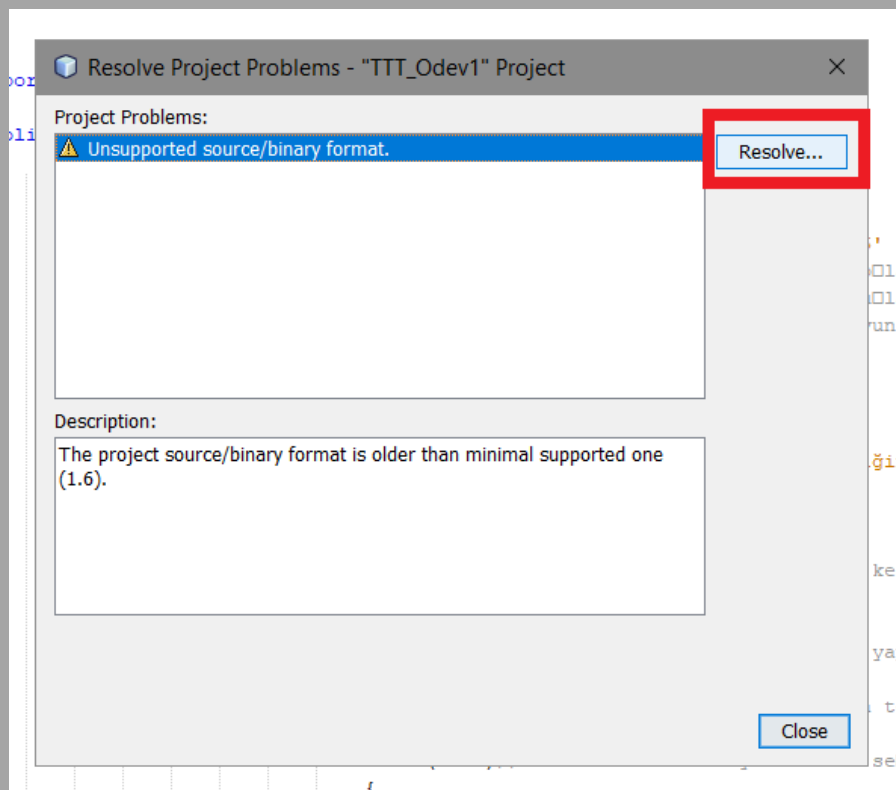 Resolve Project Problems - "TTT_Odev1" Project
Project Problems:
Unsupported source/binary format.
Resolve...
Description:
The project source/binary format is older than minimal supported one
(1.6).
Close